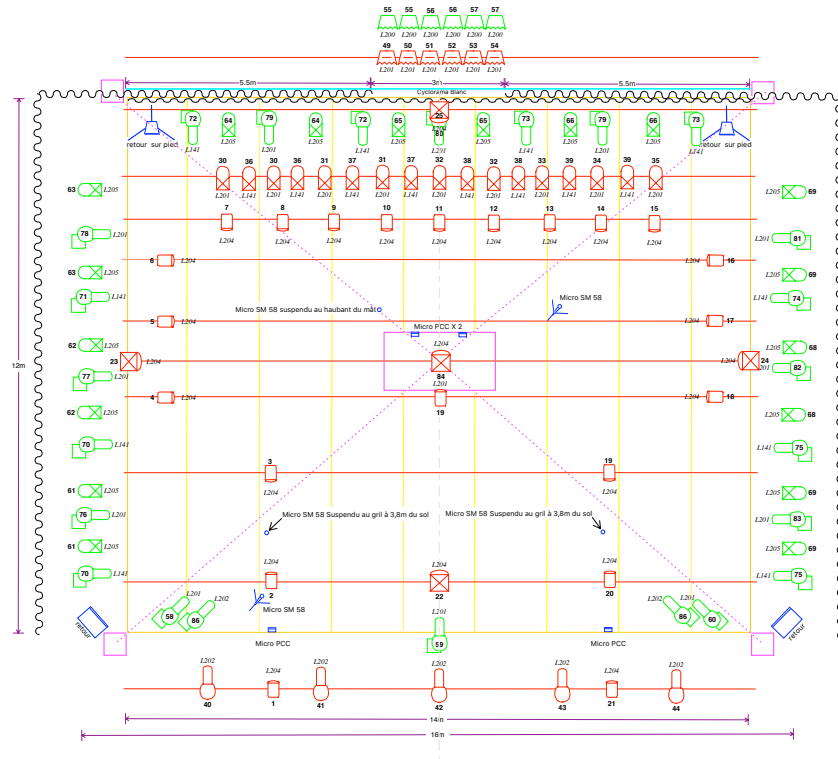 55 55 56 56 57 57
L200 L200 L200 L200 L200 L200
49 50 51 52 53 54
L201 L201 L201 L201 L201 L201
5.5m 3m 5.5m
Cyclorama Blanc
72 64 79 64 72 65 25 65 73 66 79 66 73
80
L141 L205 L201 L205 L141 L205 L201 L205 L141 L205 L201 L205 L141
retour sur pied retour sur pied
30 36 30 36 31 37 31 37 32 38 32 38 33 39 34 39 35
L201 L141 L201 L141 L201 L141 L201 L141 L201 L141 L201 L141 L201 L141 L201 L141 L201
63 L205 L205 69
7 8 9 10 11 12 13 14 15
L204 L204 L204 L204 L204 L204 L204 L204 L204
78 L201 L201 81
6 L204 L204 16
63 L205 L205 69
71 L141 L141 74
Micro SM 58 suspendu au haubant du mât
Micro SM 58
5 L204 L204 17
Micro PCC X 2
12m
62 L205 L205 68
L204
23 L204 L204 24
84
77 L201 L201 82
L201
4 L204 L204 18
19
62 L205 L205 68
70 L141 L141 75
3 19
L204 L204
61 L205 L205 69
76 L201 L201 83
Micro SM 58 Suspendu au gril à 3,8m du sol
Micro SM 58 Suspendu au gril à 3,8m du sol
61 L205 L205 69
L204 L204
70 L141 L141 75
2 22 20
L201 L202 L202 L201
58 86 86 60
Micro SM 58
L201
59
retour retour
Micro PCC Micro PCC
L202 L204 L202 L202 L202 L204 L202
40 1 41 42 43 21 44
14m
16m